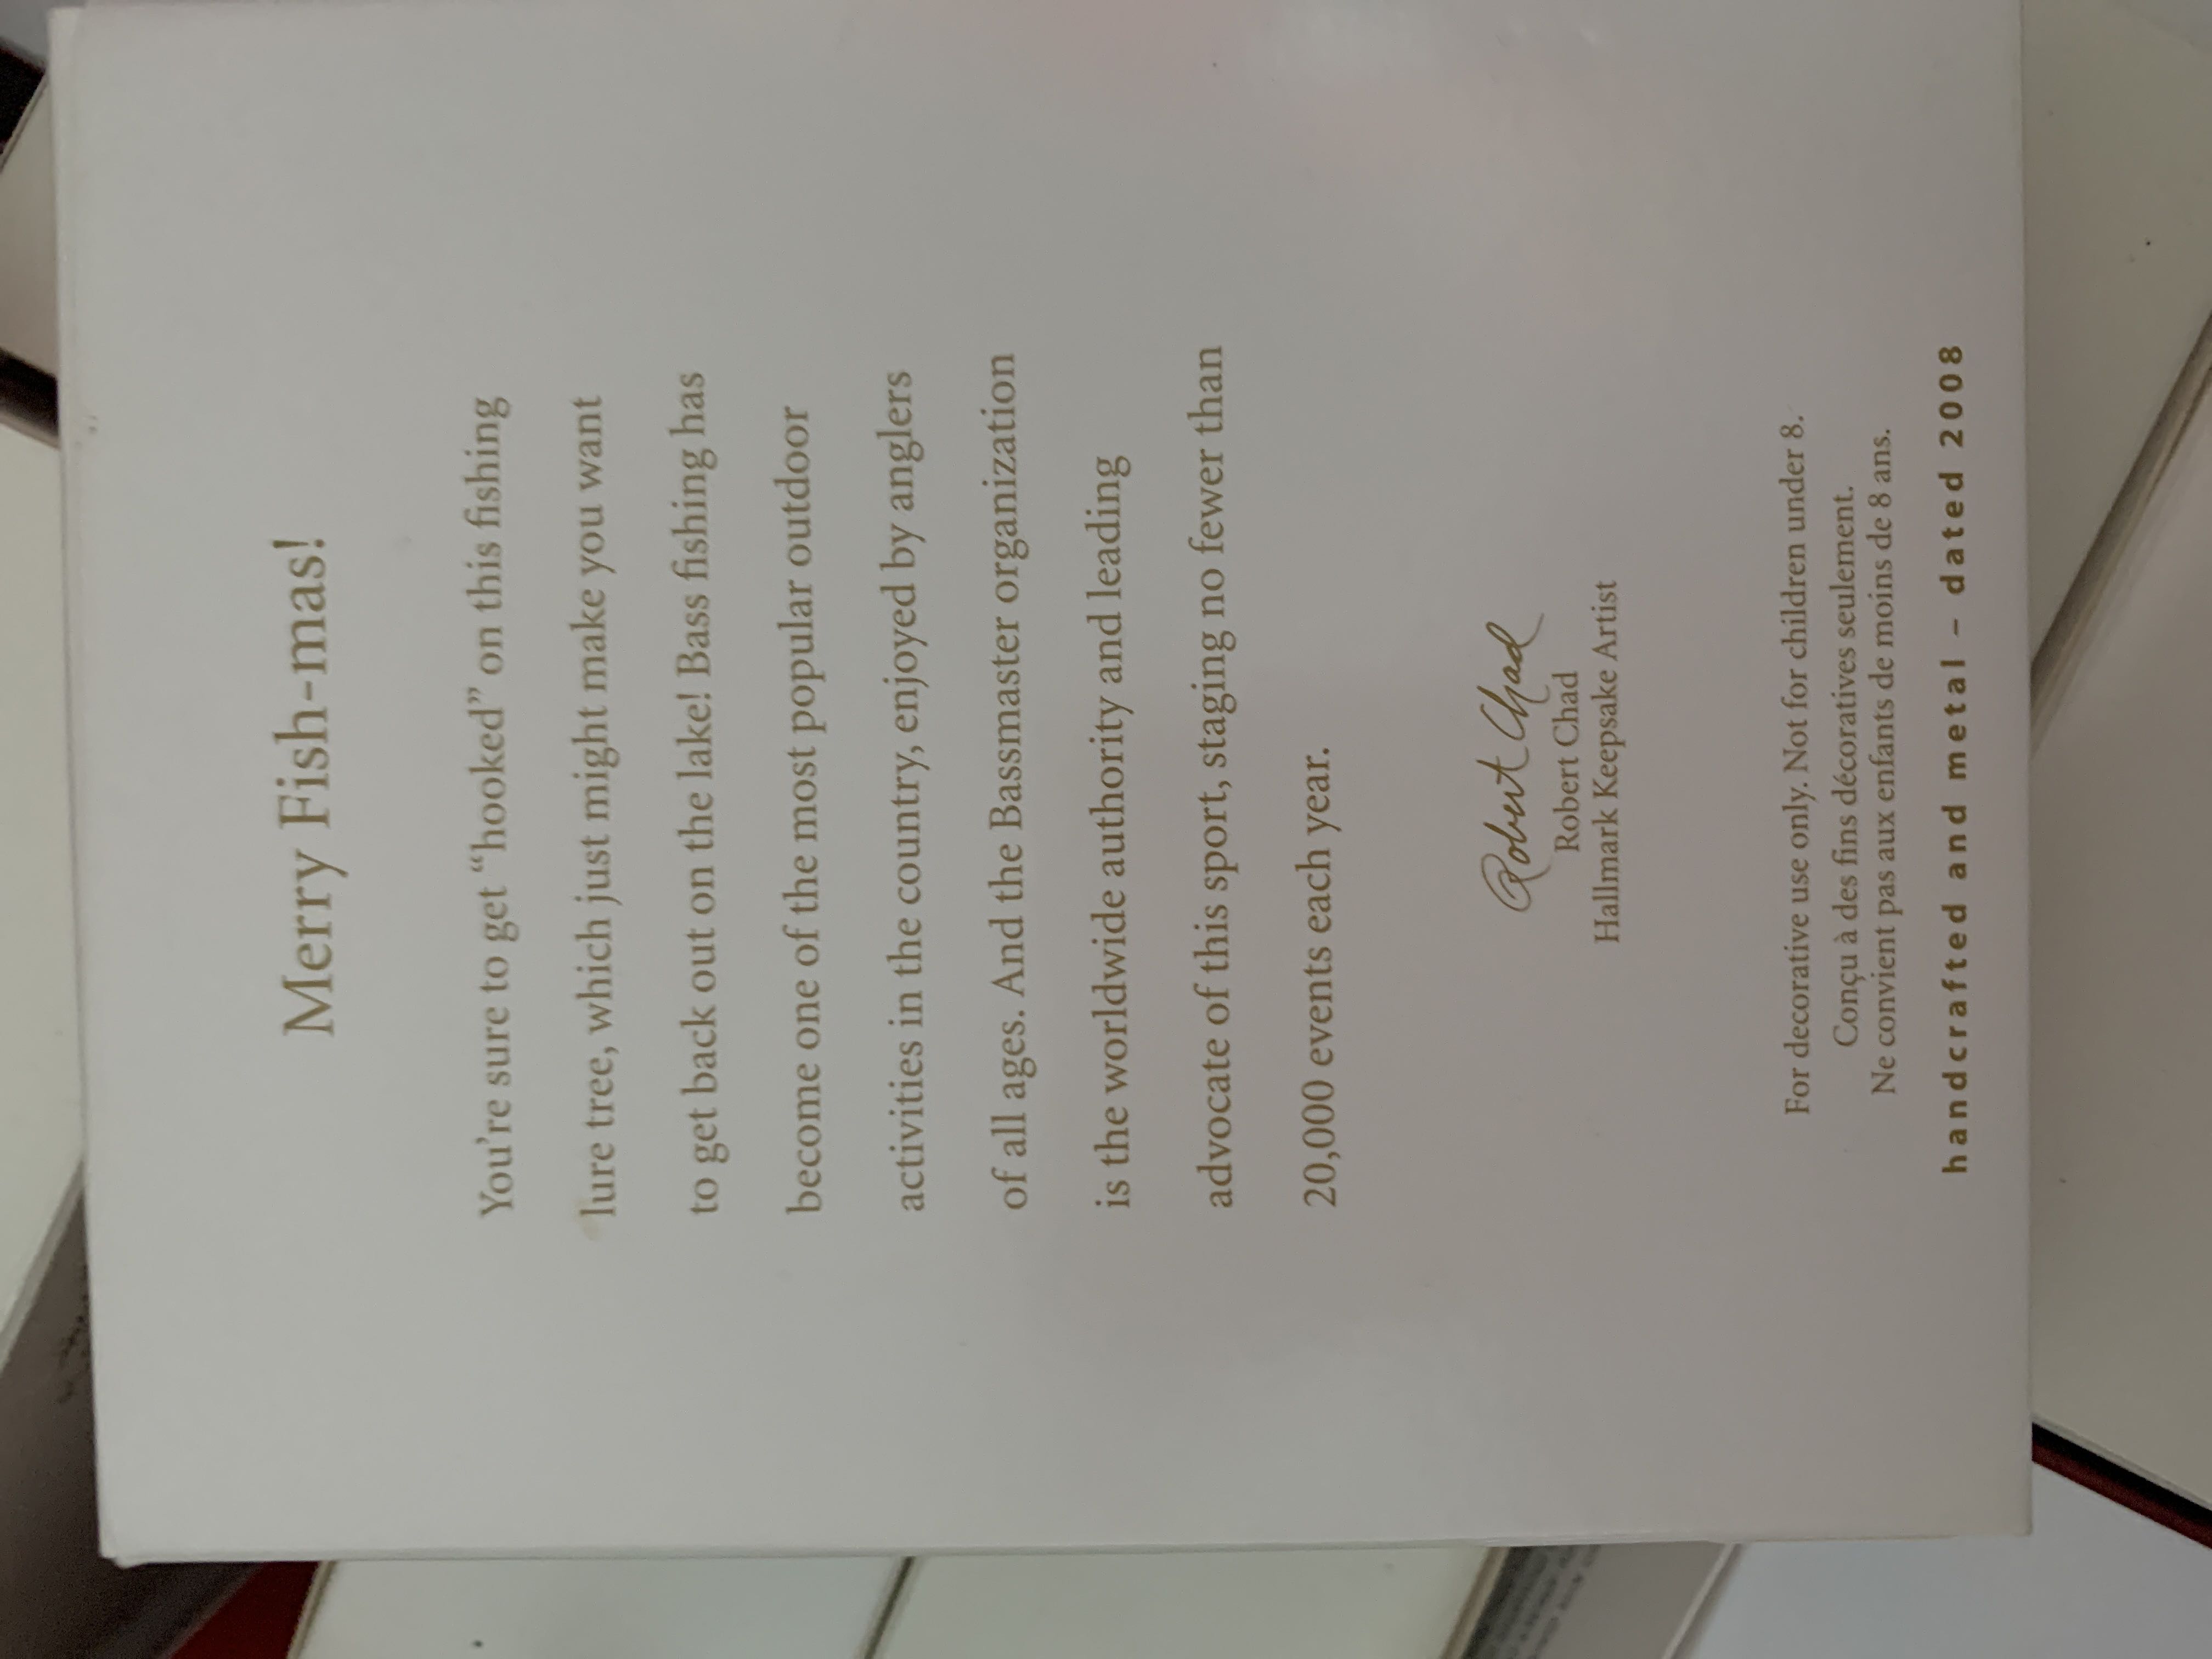 Merry Fish-mas!
You're sure to get “hooked” on this fishing
lure tree, which just might make you want
to get back out on the lake! Bass fishing has
become one of the most popular outdoor
activities in the country, enjoyed by anglers
of all ages. And the Bassmaster organization
is the worldwide authority and leading
advocate of this sport, staging no fewer than
20,000 events each year.
Robert Chad
Robert Chad
Hallmark Keepsake Artist
For decorative use only. Not for children under 8.
Conçu à des fins décoratives seulement.
Ne convient pas aux enfants de moins de 8 ans.
handcrafted and metal – dated 2008